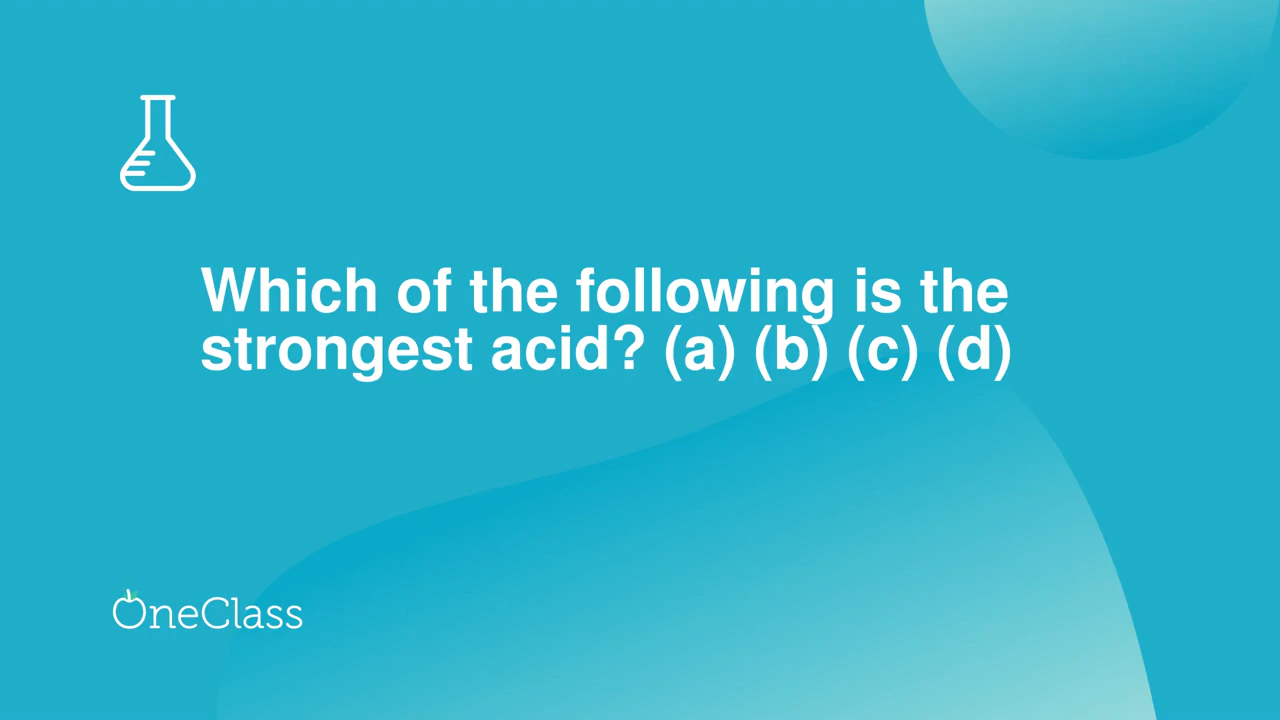 Which of the following is the
strongest acid? (a) (b) (c) (d)
OneClass